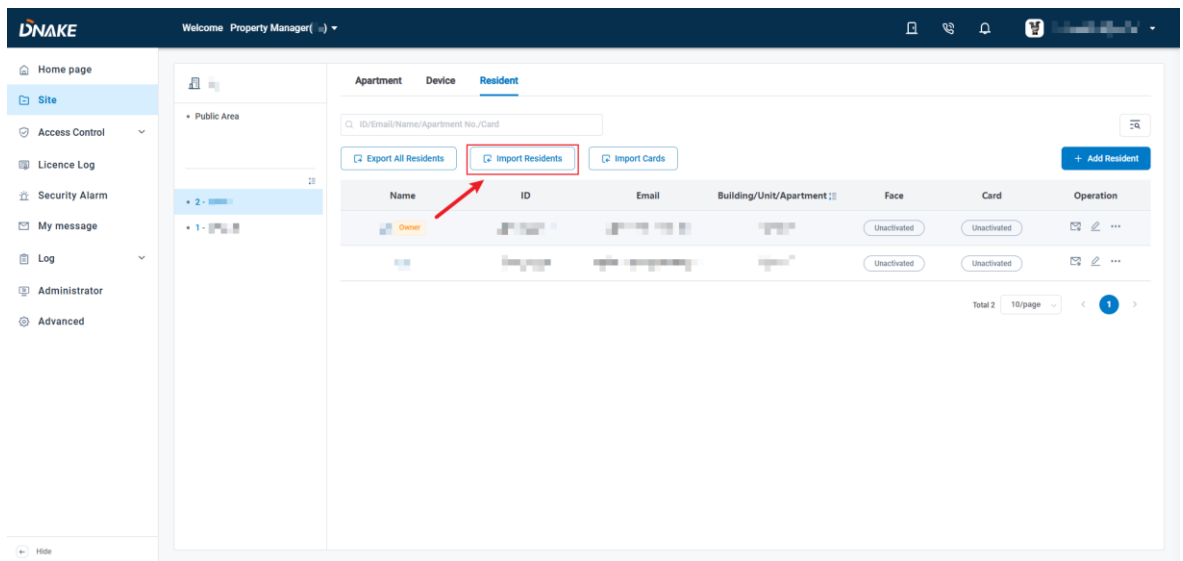 DNAKE
Welcome Property Manager(
Home page
Site
Access Control
Licence Log
Security Alarm
My message
Log
Administrator
Advanced
Hide
Public Area
2 -
1 -
Apartment Device Resident
ID/Email/Name/Apartment No./Card
Export All Residents Import Residents Import Cards + Add Resident
Name ID Email Building/Unit/Apartment Face Card Operation
Owner Unactivated Unactivated ...
Unactivated Unactivated ...
Total 2 10/page < 1 >